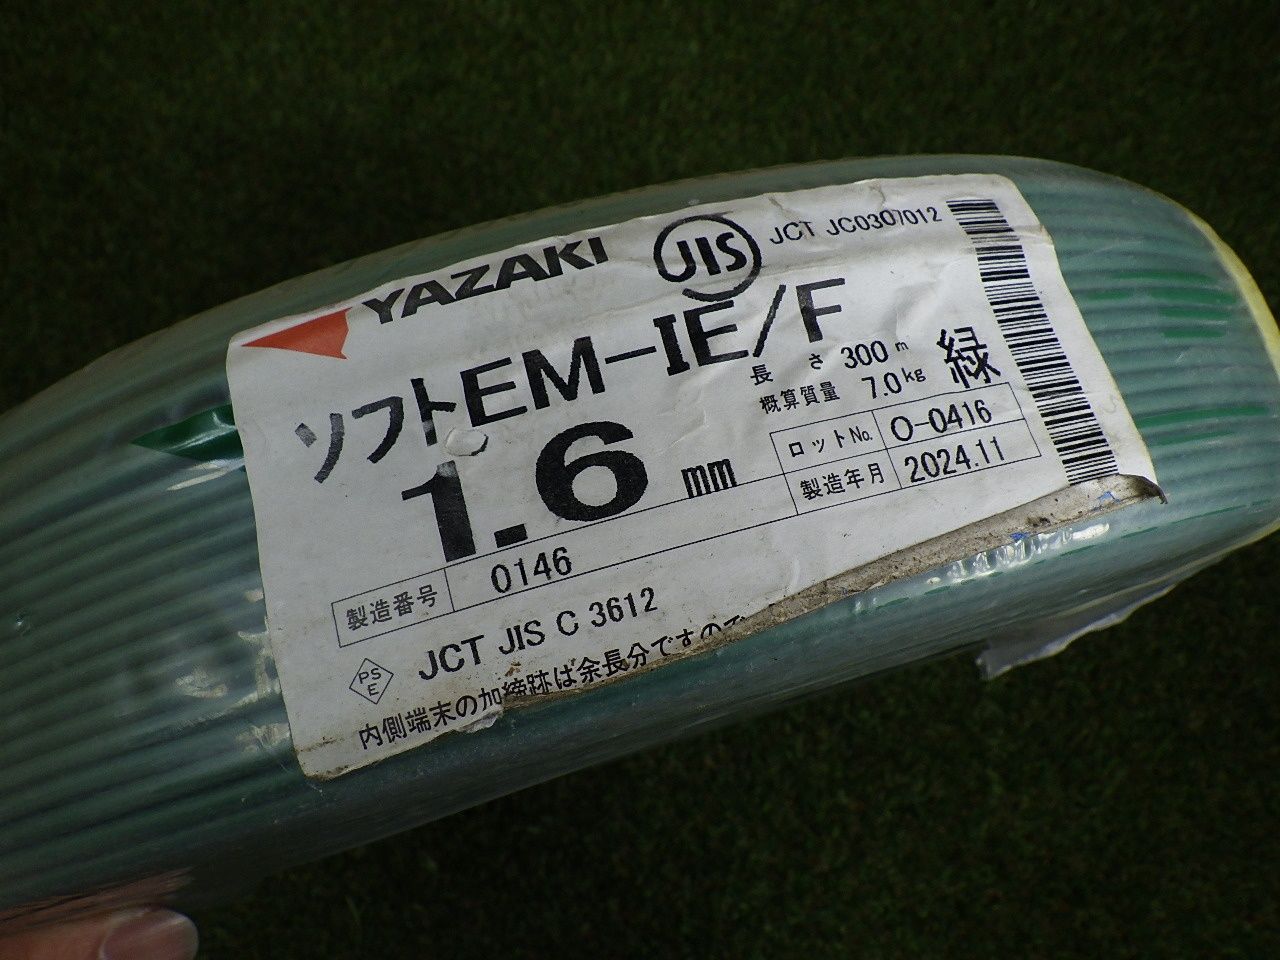 YAZAKI
JIS
JCT JC0307012
ソフトEM-IE/F
1.6 mm
長さ 300 m
概算質量 7.0 kg
緑
ロットNo. O-0416
製造年月 2024.11
製造番号 0146
PS
E
JCT JIS C 3612
内側端末の加締跡は余長分ですので